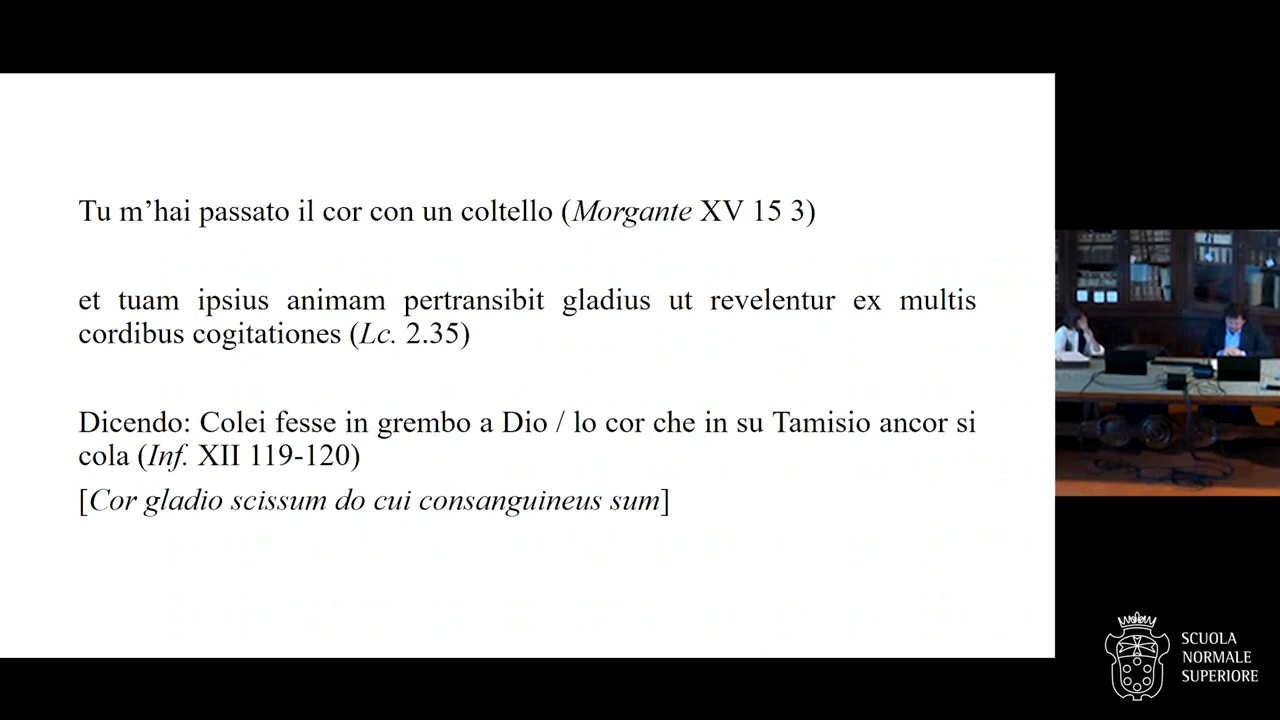 Tu m’hai passato il cor con un coltello (Morgante XV 15 3)
et tuam ipsius animam pertransibit gladius ut revelentur ex multis
cordibus cogitationes (Lc. 2.35)
Dicendo: Colei fesse in grembo a Dio / lo cor che in su Tamisio ancor si
cola (Inf. XII 119-120)
[Cor gladio scissum do cui consanguineus sum]
SCUOLA
NORMALE
SUPERIORE